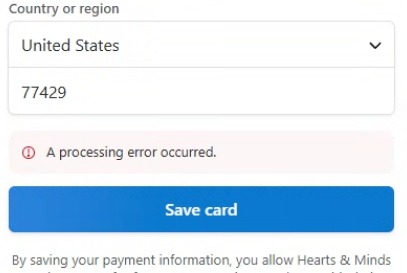 Country or region
United States
77429
A processing error occurred.
Save card
By saving your payment information, you allow Hearts & Minds